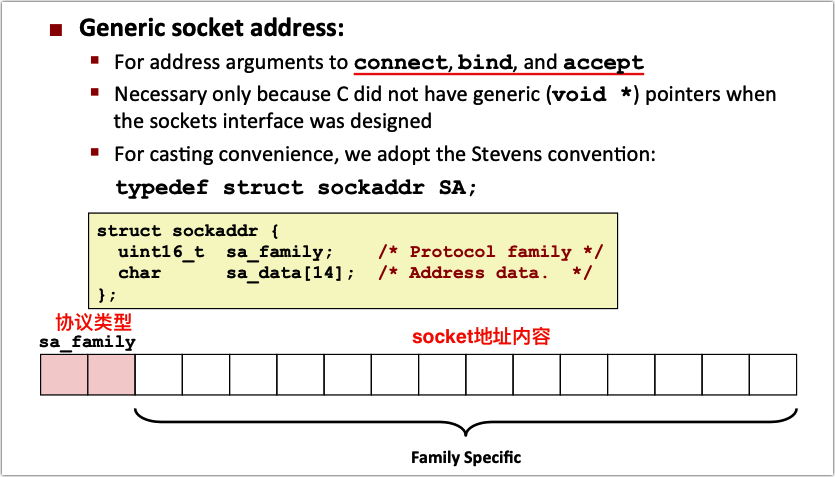 Generic socket address:
For address arguments to connect, bind, and accept
Necessary only because C did not have generic (void *) pointers when
the sockets interface was designed
For casting convenience, we adopt the Stevens convention:
typedef struct sockaddr SA;
struct sockaddr {
  uint16_t  sa_family;    /* Protocol family */
  char      sa_data[14];  /* Address data.  */
};
协议类型
sa_family
socket地址内容
Family Specific